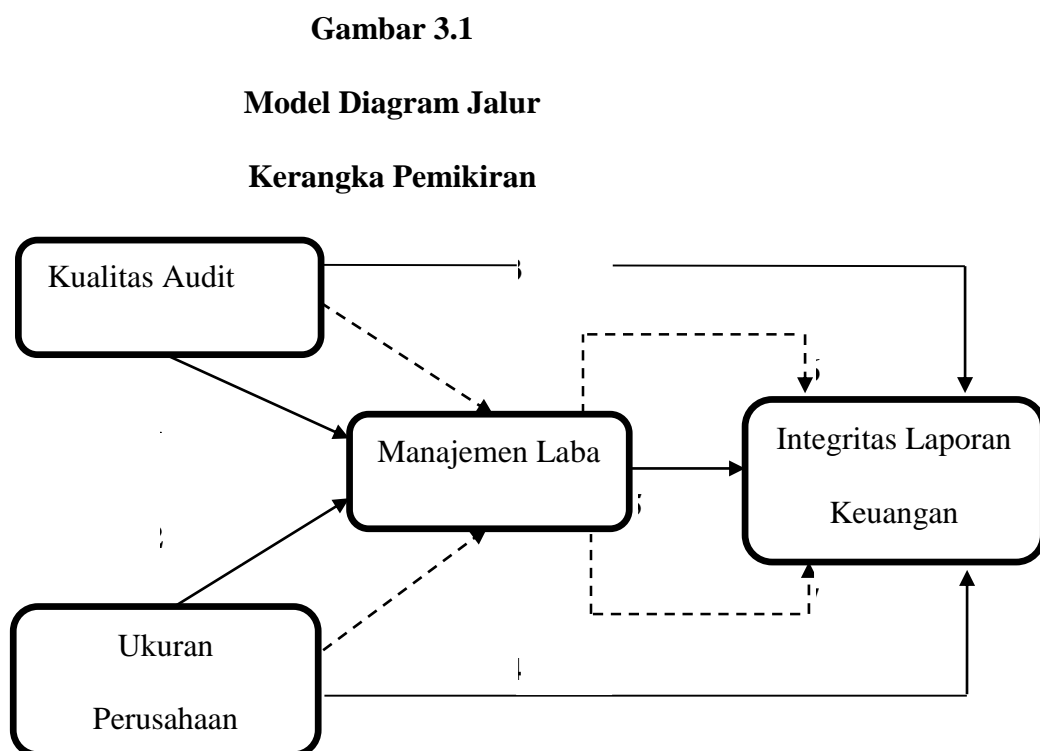 Gambar 3.1
Model Diagram Jalur
Kerangka Pemikiran
Kualitas Audit
Manajemen Laba
Integritas Laporan
Keuangan
Ukuran
Perusahaan